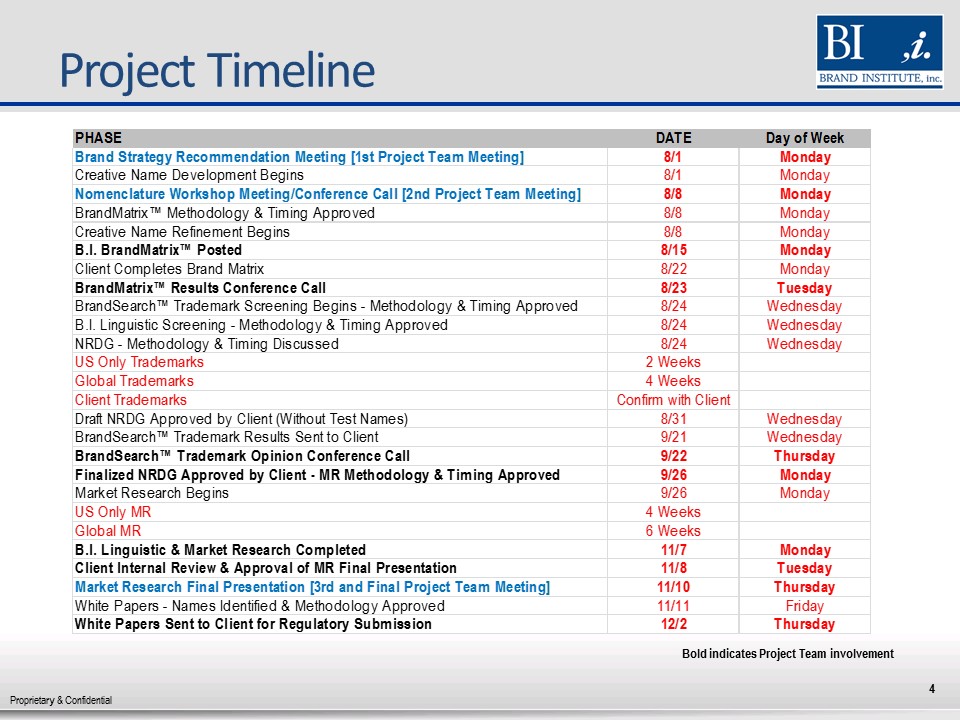 Project Timeline
BI ,i.
BRAND INSTITUTE, inc.
PHASE DATE Day of Week
Brand Strategy Recommendation Meeting [1st Project Team Meeting] 8/1 Monday
Creative Name Development Begins 8/1 Monday
Nomenclature Workshop Meeting/Conference Call [2nd Project Team Meeting] 8/8 Monday
BrandMatrix™ Methodology & Timing Approved 8/8 Monday
Creative Name Refinement Begins 8/8 Monday
B.I. BrandMatrix™ Posted 8/15 Monday
Client Completes Brand Matrix 8/22 Monday
BrandMatrix™ Results Conference Call 8/23 Tuesday
BrandSearch™ Trademark Screening Begins - Methodology & Timing Approved 8/24 Wednesday
B.I. Linguistic Screening - Methodology & Timing Approved 8/24 Wednesday
NRDG - Methodology & Timing Discussed 8/24 Wednesday
US Only Trademarks 2 Weeks
Global Trademarks 4 Weeks
Client Trademarks Confirm with Client
Draft NRDG Approved by Client (Without Test Names) 8/31 Wednesday
BrandSearch™ Trademark Results Sent to Client 9/21 Wednesday
BrandSearch™ Trademark Opinion Conference Call 9/22 Thursday
Finalized NRDG Approved by Client - MR Methodology & Timing Approved 9/26 Monday
Market Research Begins 9/26 Monday
US Only MR 4 Weeks
Global MR 6 Weeks
B.I. Linguistic & Market Research Completed 11/7 Monday
Client Internal Review & Approval of MR Final Presentation 11/8 Tuesday
Market Research Final Presentation [3rd and Final Project Team Meeting] 11/10 Thursday
White Papers - Names Identified & Methodology Approved 11/11 Friday
White Papers Sent to Client for Regulatory Submission 12/2 Thursday
Bold indicates Project Team involvement
4
Proprietary & Confidential